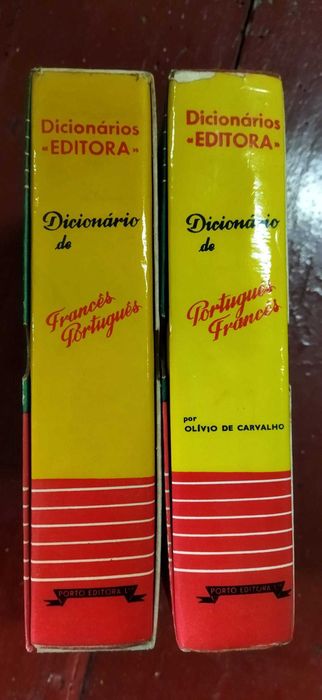 Dicionários
«EDITORA»
Dicionário
de
Francês
Português
PORTO EDITORA L.
Dicionários
«EDITORA»
Dicionário
de
Português
Francês
por
OLÍVIO DE CARVALHO
PORTO EDITORA L.